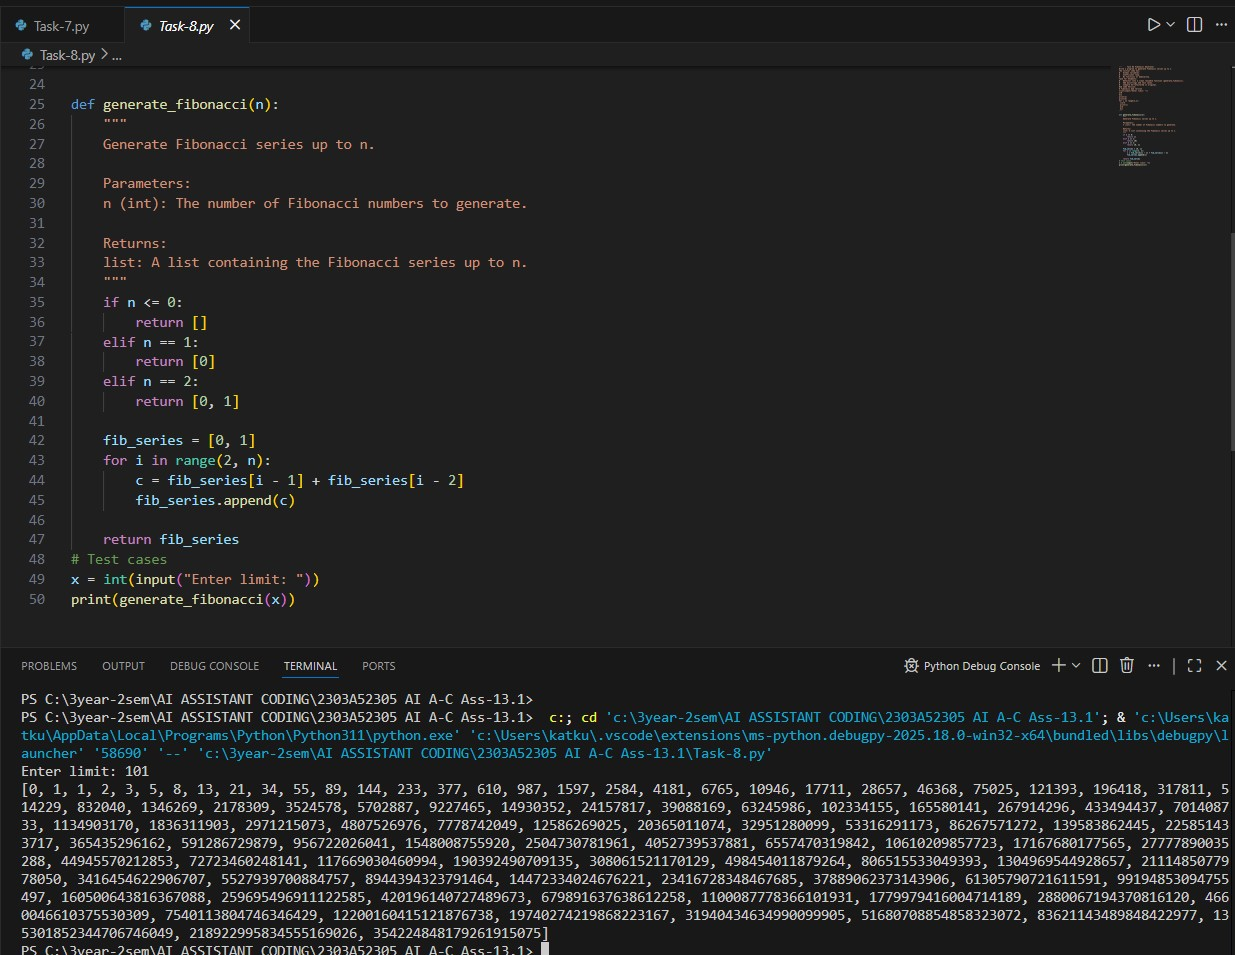 Task-7.py
Task-8.py
Task-8.py > ...
24
25 def generate_fibonacci(n):
26 """
27 Generate Fibonacci series up to n.
28
29 Parameters:
30 n (int): The number of Fibonacci numbers to generate.
31
32 Returns:
33 list: A list containing the Fibonacci series up to n.
34 """
35 if n <= 0:
36 return []
37 elif n == 1:
38 return [0]
39 elif n == 2:
40 return [0, 1]
41
42 fib_series = [0, 1]
43 for i in range(2, n):
44 c = fib_series[i - 1] + fib_series[i - 2]
45 fib_series.append(c)
46
47 return fib_series
48 # Test cases
49 x = int(input("Enter limit: "))
50 print(generate_fibonacci(x))
PROBLEMS OUTPUT DEBUG CONSOLE TERMINAL PORTS Python Debug Console
PS C:\3year-2sem\AI ASSISTANT CODING\2303A52305 AI A-C Ass-13.1>
PS C:\3year-2sem\AI ASSISTANT CODING\2303A52305 AI A-C Ass-13.1> c:; cd 'c:\3year-2sem\AI ASSISTANT CODING\2303A52305 AI A-C Ass-13.1'; & 'c:\Users\ka
tku\AppData\Local\Programs\Python\Python311\python.exe' 'c:\Users\katku\.vscode\extensions\ms-python.debugpy-2025.18.0-win32-x64\bundled\libs\debugpy\l
auncher' '58690' '--' 'c:\3year-2sem\AI ASSISTANT CODING\2303A52305 AI A-C Ass-13.1\Task-8.py'
Enter limit: 101
[0, 1, 1, 2, 3, 5, 8, 13, 21, 34, 55, 89, 144, 233, 377, 610, 987, 1597, 2584, 4181, 6765, 10946, 17711, 28657, 46368, 75025, 121393, 196418, 317811, 5
14229, 832040, 1346269, 2178309, 3524578, 5702887, 9227465, 14930352, 24157817, 39088169, 63245986, 102334155, 165580141, 267914296, 433494437, 7014087
33, 1134903170, 1836311903, 2971215073, 4807526976, 7778742049, 12586269025, 20365011074, 32951280099, 53316291173, 86267571272, 139583862445, 22585143
3717, 365435296162, 591286729879, 956722026041, 1548008755920, 2504730781961, 4052739537881, 6557470319842, 10610209857723, 17167680177565, 27777890035
288, 44945570212853, 72723460248141, 117669030460994, 190392490709135, 308061521170129, 498454011879264, 806515533049393, 1304969544928657, 21114850779
78050, 3416454622906707, 5527939700884757, 8944394323791464, 14472334024676221, 23416728348467685, 37889062373143906, 61305790721611591, 99194853094755
497, 160500643816367088, 259695496911122585, 420196140727489673, 679891637638612258, 1100087778366101931, 1779979416004714189, 2880067194370816120, 466
0046610375530309, 7540113804746346429, 12200160415121876738, 19740274219868223167, 31940434634990099905, 51680708854858323072, 83621143489848422977, 13
5301852344706746049, 218922995834555169026, 354224848179261915075]
PS C:\3year-2sem\AI ASSISTANT CODING\2303A52305 AI A-C Ass-13.1>